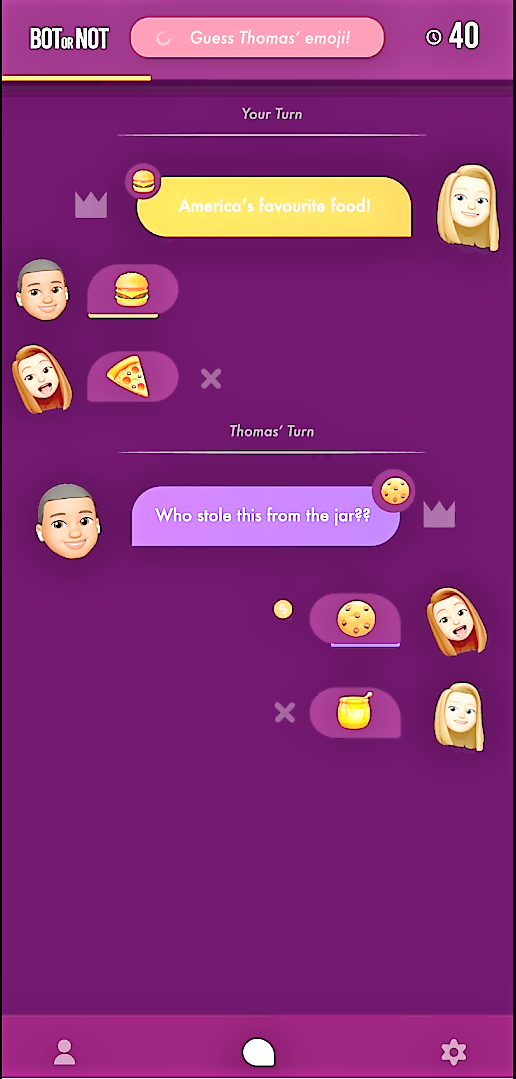 BOT OR NOT
Guess Thomas' emoji!
40
Your Turn
America's favourite food!
Thomas' Turn
Who stole this from the jar??